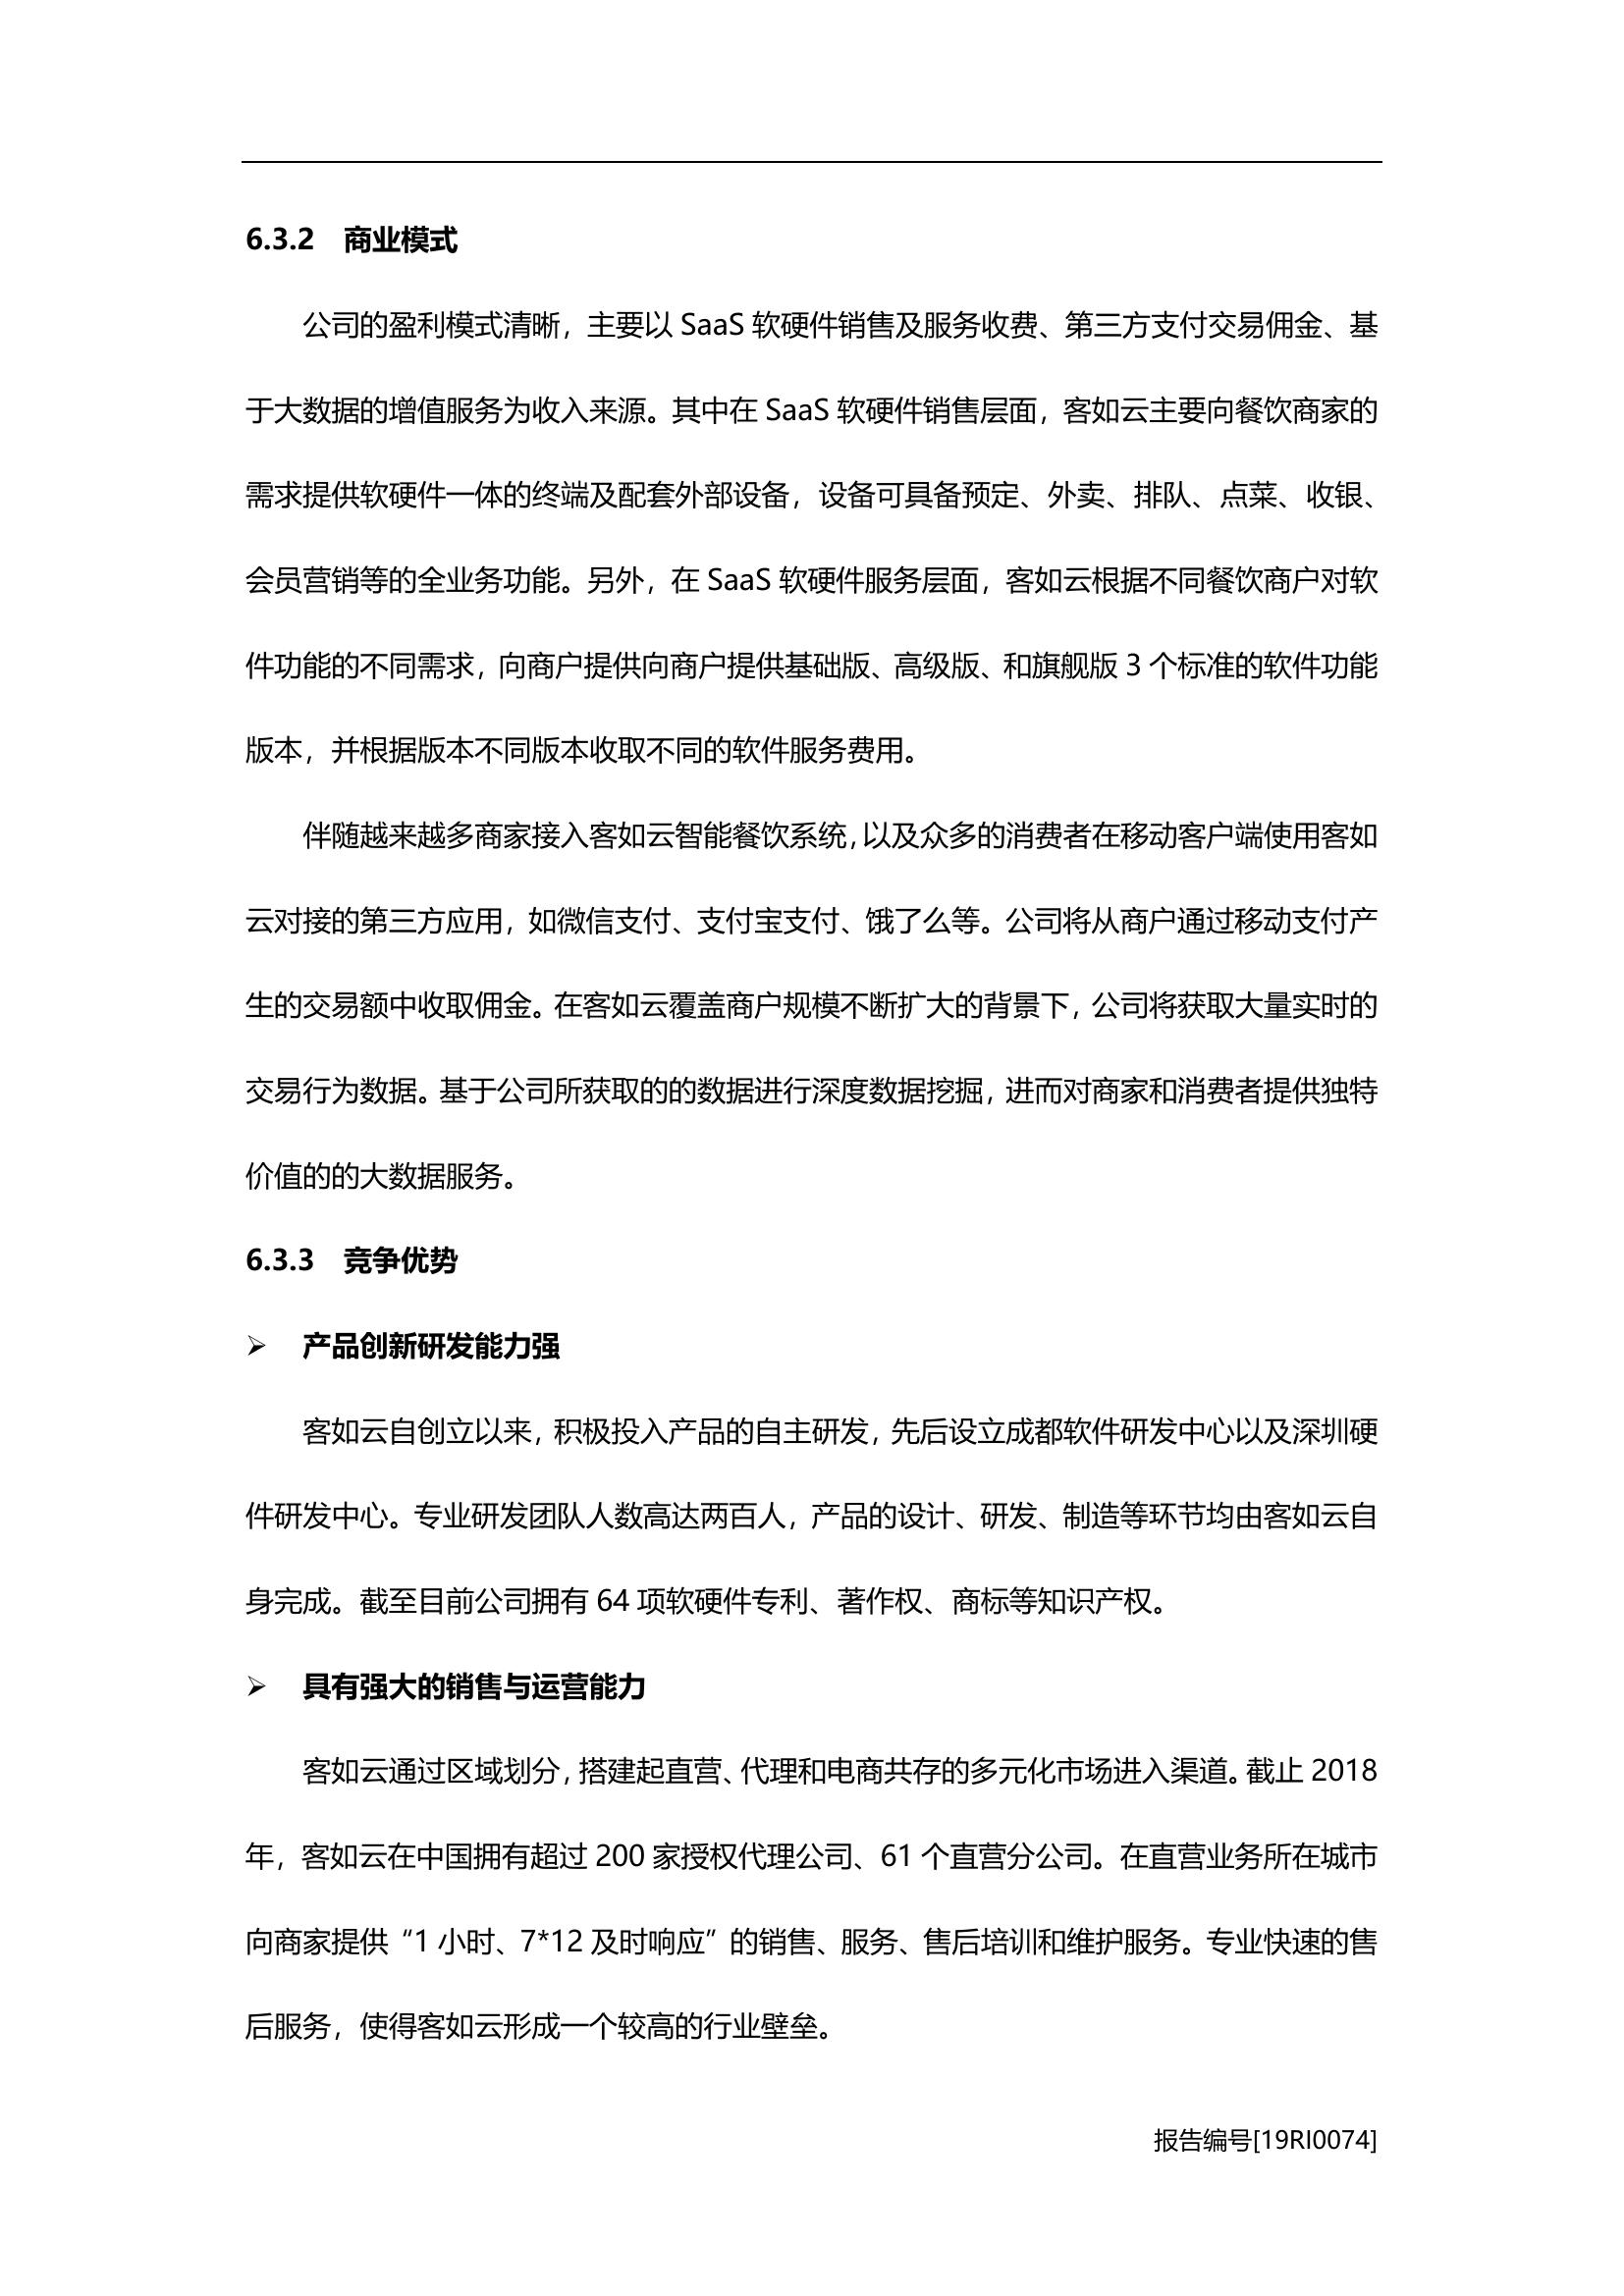 6.3.2 商业模式
公司的盈利模式清晰，主要以 SaaS 软硬件销售及服务收费、第三方支付交易佣金、基
于大数据的增值服务为收入来源。其中在 SaaS 软硬件销售层面，客如云主要向餐饮商家的
需求提供软硬件一体的终端及配套外部设备，设备可具备预定、外卖、排队、点菜、收银、
会员营销等的全业务功能。另外，在 SaaS 软硬件服务层面，客如云根据不同餐饮商户对软
件功能的不同需求，向商户提供向商户提供基础版、高级版、和旗舰版 3 个标准的软件功能
版本，并根据版本不同版本收取不同的软件服务费用。
伴随越来越多商家接入客如云智能餐饮系统，以及众多的消费者在移动客户端使用客如
云对接的第三方应用，如微信支付、支付宝支付、饿了么等。公司将从商户通过移动支付产
生的交易额中收取佣金。在客如云覆盖商户规模不断扩大的背景下，公司将获取大量实时的
交易行为数据。基于公司所获取的的数据进行深度数据挖掘，进而对商家和消费者提供独特
价值的的大数据服务。
6.3.3 竞争优势
➢ 产品创新研发能力强
客如云自创立以来，积极投入产品的自主研发，先后设立成都软件研发中心以及深圳硬
件研发中心。专业研发团队人数高达两百人，产品的设计、研发、制造等环节均由客如云自
身完成。截至目前公司拥有 64 项软硬件专利、著作权、商标等知识产权。
➢ 具有强大的销售与运营能力
客如云通过区域划分，搭建起直营、代理和电商共存的多元化市场进入渠道。截止 2018
年，客如云在中国拥有超过 200 家授权代理公司、61 个直营分公司。在直营业务所在城市
向商家提供“1 小时、7*12 及时响应”的销售、服务、售后培训和维护服务。专业快速的售
后服务，使得客如云形成一个较高的行业壁垒。
报告编号[19RI0074]